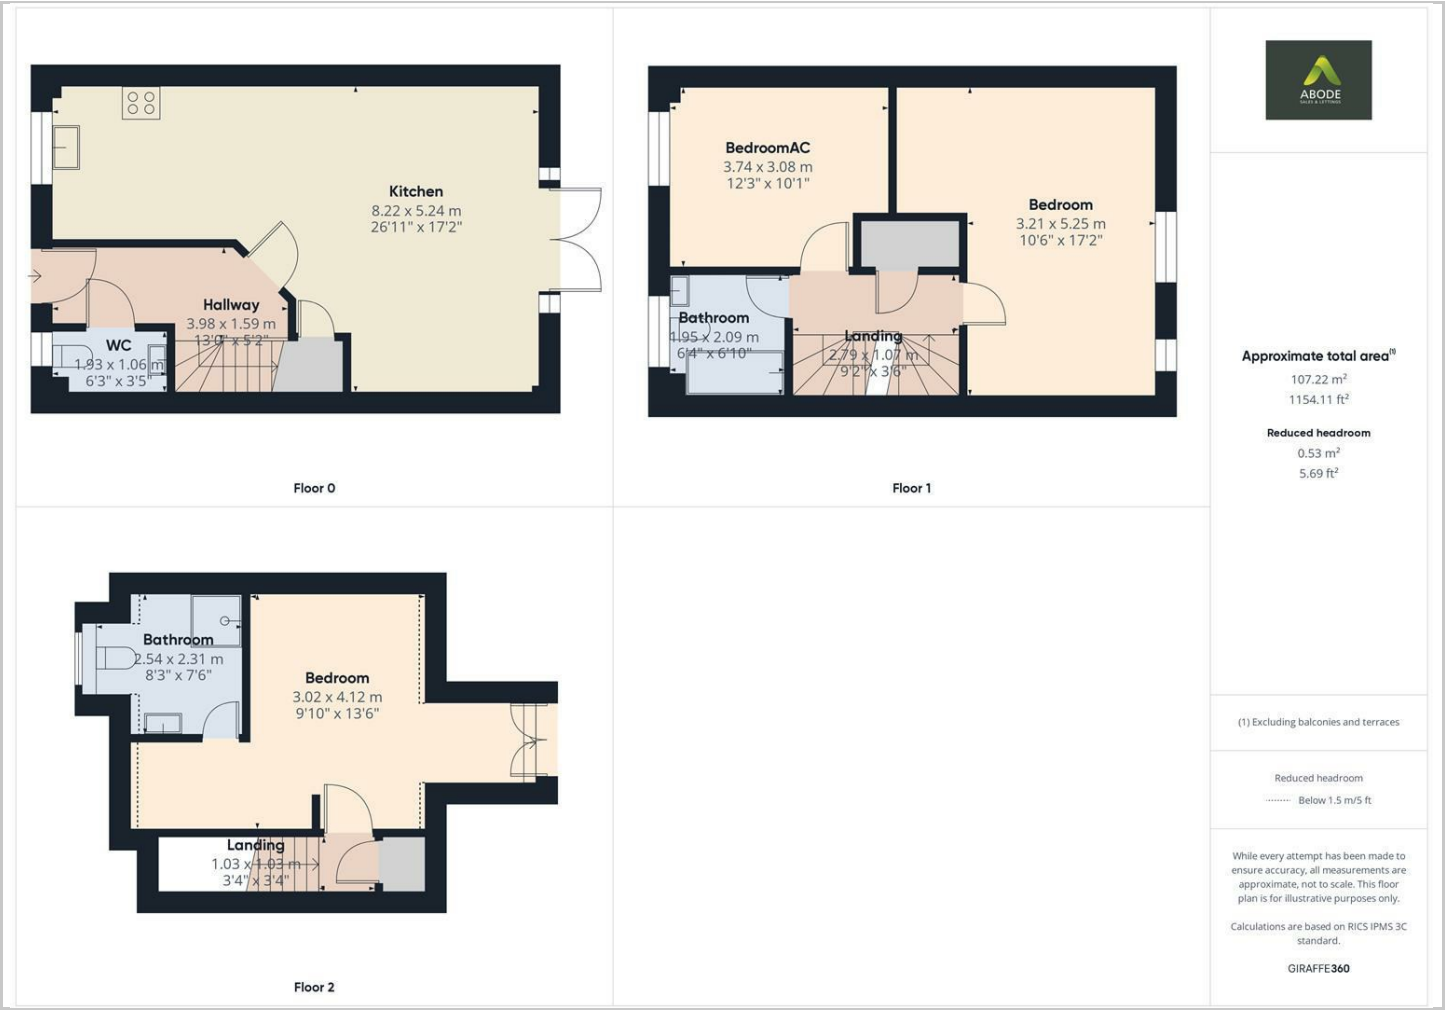 Kitchen
8.22 x 5.24 m
26'11" x 17'2"
Hallway
3.98 x 1.59 m
13'0" x 5'2"
WC
1.93 x 1.06 m
6'3" x 3'5"
Floor 0
BedroomAC
3.74 x 3.08 m
12'3" x 10'1"
Bedroom
3.21 x 5.25 m
10'6" x 17'2"
Bathroom
1.95 x 2.09 m
6'4" x 6'10"
Landing
2.79 x 1.07 m
9'2" x 3'6"
Floor 1
Bathroom
2.54 x 2.31 m
8'3" x 7'6"
Bedroom
3.02 x 4.12 m
9'10" x 13'6"
Landing
1.03 x 1.03 m
3'4" x 3'4"
Floor 2
ABODE
SALES & LETTINGS
Approximate total area⁽¹⁾
107.22 m²
1154.11 ft²
Reduced headroom
0.53 m²
5.69 ft²
(1) Excluding balconies and terraces
Reduced headroom
Below 1.5 m/5 ft
While every attempt has been made to
ensure accuracy, all measurements are
approximate, not to scale. This floor
plan is for illustrative purposes only.
Calculations are based on RICS IPMS 3C
standard.
GIRAFFE360